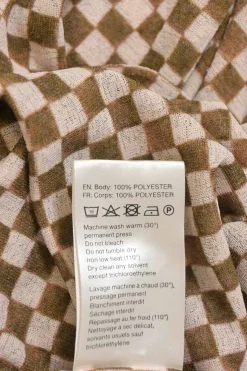 EN: Body: 100% POLYESTER
FR: Corps: 100% POLYESTER
Machine wash warm (30°)
permanent press
Do not bleach
Do not tumble dry
Iron low heat (110°)
Dry clean any solvent
except trichloroethylene
Lavage machine à chaud (30°)
sans pressage
Blanchiment interdit
Séchage interdit
Repassage au fer froid (110°)
Nettoyage à sec délicat,
solvants usuels sauf
trichloréthylène